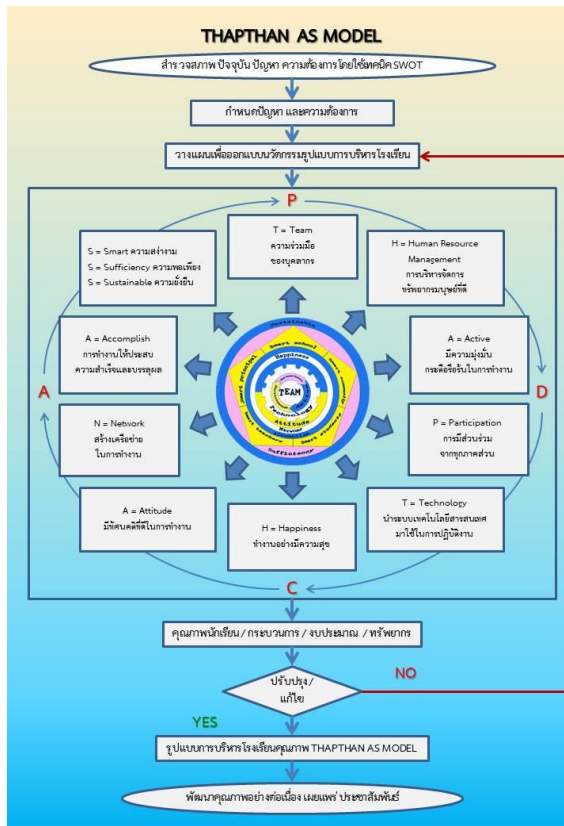 THAPTHAN AS MODEL
สำรวจสภาพ ปัจจุบัน ปัญหา ความต้องการโดยใช้เทคนิค SWOT
กำหนดปัญหา และความต้องการ
วางแผนเพื่อออกแบบนวัตกรรมรูปแบบการบริหารโรงเรียน
P
T = Team
ความร่วมมือ
ของบุคลากร
H = Human Resource
Management
การบริหารจัดการ
ทรัพยากรมนุษย์ที่ดี
A = Active
มีความมุ่งมั่น
กระตือรือร้นในการทำงาน
D
P = Participation
การมีส่วนร่วม
จากทุกภาคส่วน
T = Technology
นำระบบเทคโนโลยีสารสนเทศ
มาใช้ในการปฏิบัติงาน
H = Happiness
ทำงานอย่างมีความสุข
C
A = Attitude
มีทัศนคติที่ดีในการทำงาน
N = Network
สร้างเครือข่าย
ในการทำงาน
A
A = Accomplish
การทำงานให้ประสบ
ความสำเร็จและบรรลุผล
S = Smart ความสง่างาม
S = Sufficiency ความพอเพียง
S = Sustainable ความยั่งยืน
Sustainable
Smart school
Smart principal
Smart community
Happiness
TEAM
Technology
Attitude
Network
Smart teachers
Smart students
Sufficiency
คุณภาพนักเรียน / กระบวนการ / งบประมาณ / ทรัพยากร
ปรับปรุง/
แก้ไข
NO
YES
รูปแบบการบริหารโรงเรียนคุณภาพ THAPTHAN AS MODEL
พัฒนาคุณภาพอย่างต่อเนื่อง เผยแพร่ ประชาสัมพันธ์